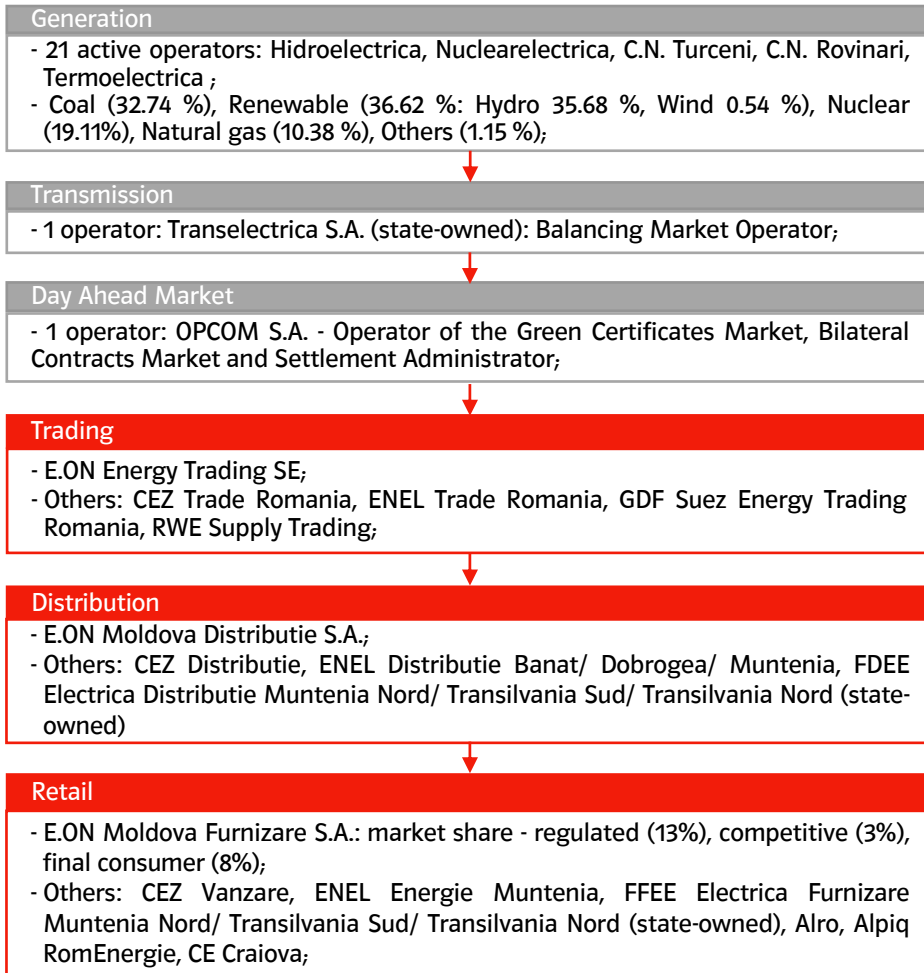 Generation
- 21 active operators: Hidroelectrica, Nuclearelectrica, C.N. Turceni, C.N. Rovinari,
Termoelectrica ;
- Coal (32.74 %), Renewable (36.62 %: Hydro 35.68 %, Wind 0.54 %), Nuclear
(19.11%), Natural gas (10.38 %), Others (1.15 %);
Transmission
- 1 operator: Transelectrica S.A. (state-owned): Balancing Market Operator;
Day Ahead Market
- 1 operator: OPCOM S.A. - Operator of the Green Certificates Market, Bilateral
Contracts Market and Settlement Administrator;
Trading
- E.ON Energy Trading SE;
- Others: CEZ Trade Romania, ENEL Trade Romania, GDF Suez Energy Trading
Romania, RWE Supply Trading;
Distribution
- E.ON Moldova Distributie S.A.;
- Others: CEZ Distributie, ENEL Distributie Banat/ Dobrogea/ Muntenia, FDEE
Electrica Distributie Muntenia Nord/ Transilvania Sud/ Transilvania Nord (state-
owned)
Retail
- E.ON Moldova Furnizare S.A.: market share - regulated (13%), competitive (3%),
final consumer (8%);
- Others: CEZ Vanzare, ENEL Energie Muntenia, FFEE Electrica Furnizare
Muntenia Nord/ Transilvania Sud/ Transilvania Nord (state-owned), Alro, Alpiq
RomEnergie, CE Craiova;